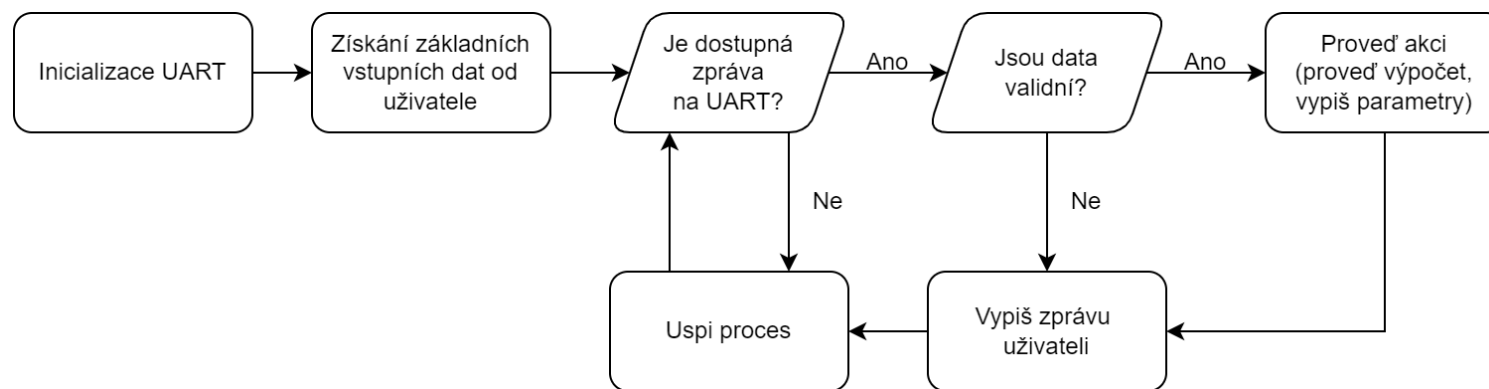 Inicializace UART
Získání základních
vstupních dat od
uživatele
Je dostupná
zpráva
na UART?
Ano
Jsou data
validní?
Ano
Proveď akci
(proveď výpočet,
vypiš parametry)
Ne
Ne
Uspi proces
Vypiš zprávu
uživateli